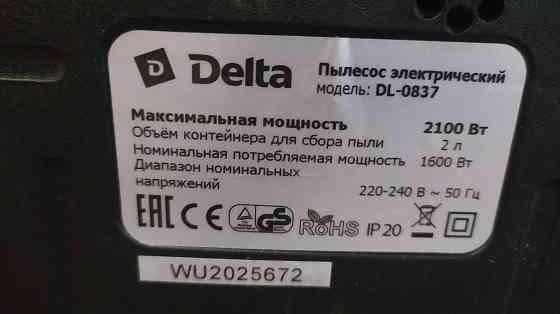 D Delta
Пылесос электрический
модель: DL-0837
Максимальная мощность 2100 Вт
Объём контейнера для сбора пыли 2 л
Номинальная потребляемая мощность 1600 Вт
Диапазон номинальных
напряжений 220-240 В ~ 50 Гц
EAC CE GS RoHS IP 20
WU2025672